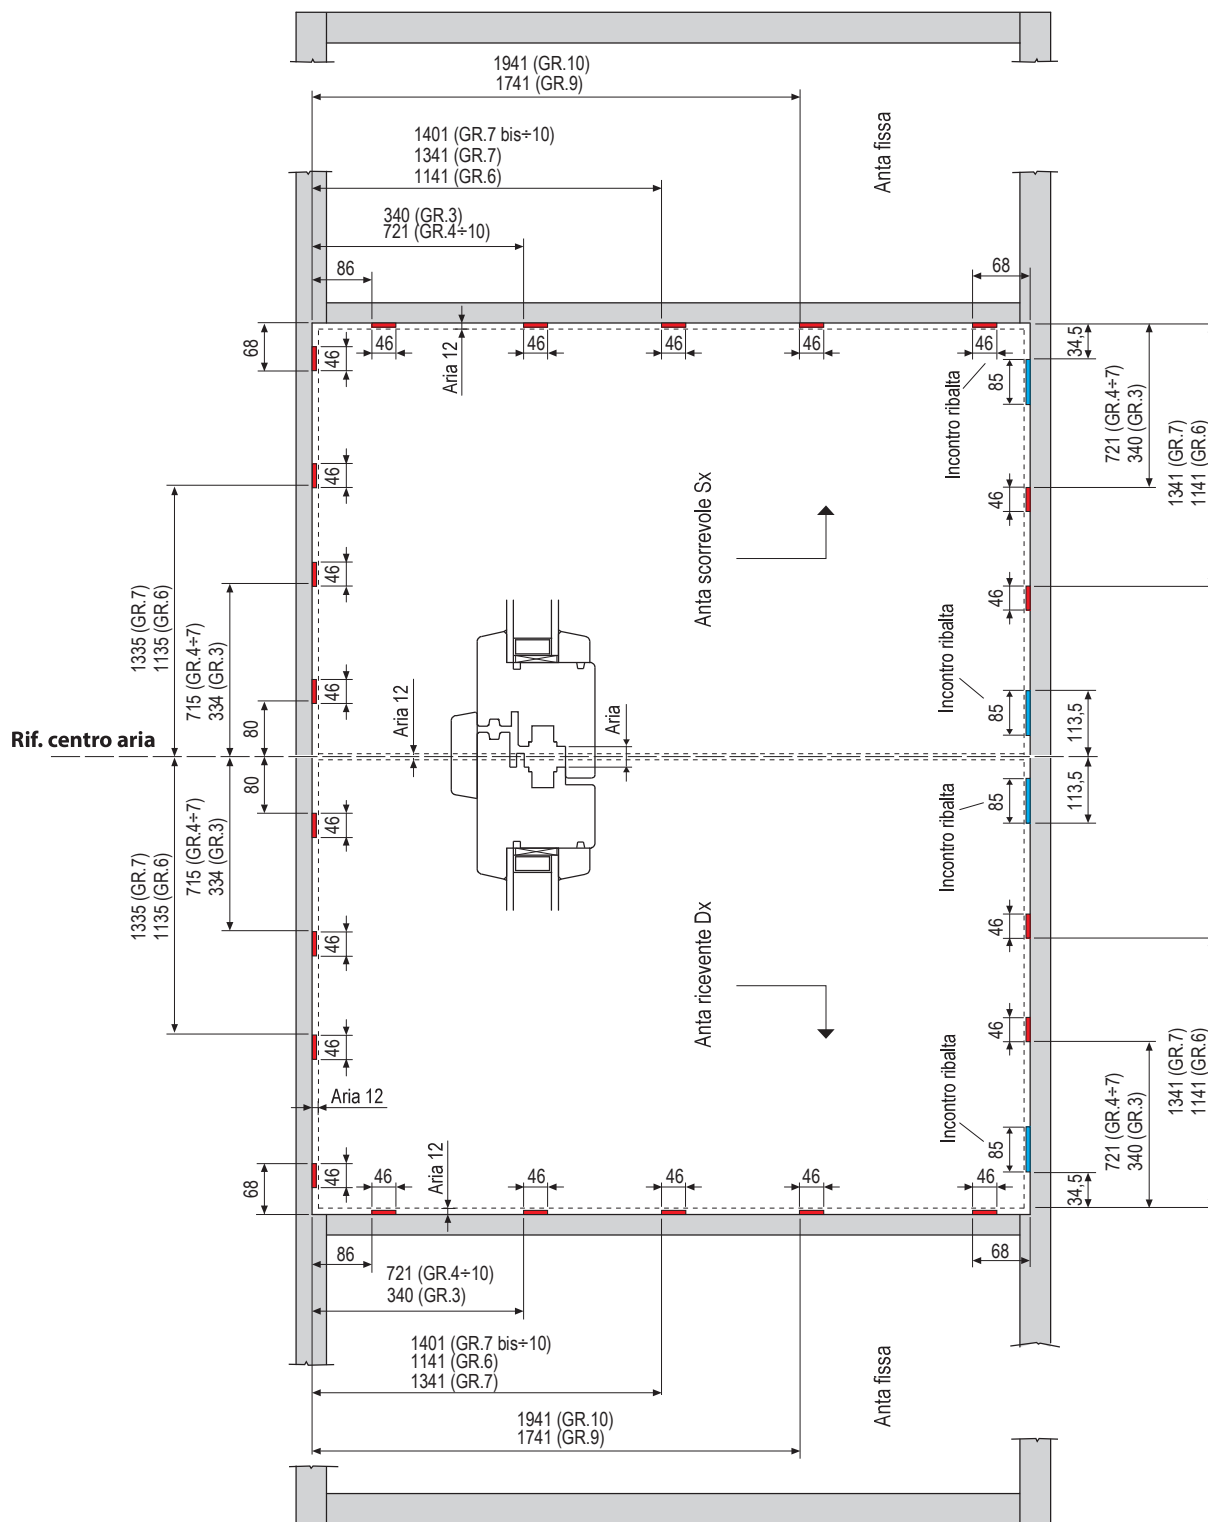 1941 (GR.10)
1741 (GR.9)
1401 (GR.7 bis÷10)
1341 (GR.7)
1141 (GR.6)
340 (GR.3)
721 (GR.4÷10)
86
68
Anta fissa
46
46
46
46
46
Aria 12
68
46
34,5
85
Incontro ribalta
721 (GR.4÷7)
340 (GR.3)
1341 (GR.7)
1141 (GR.6)
46
46
Anta scorrevole Sx
46
46
1335 (GR.7)
1135 (GR.6)
715 (GR.4÷7)
334 (GR.3)
46
80
Aria 12
Aria
Incontro ribalta
85
113,5
Rif. centro aria
80
46
1335 (GR.7)
1135 (GR.6)
715 (GR.4÷7)
334 (GR.3)
Incontro ribalta
85
113,5
46
46
Anta ricevente Dx
46
46
Aria 12
Incontro ribalta
721 (GR.4÷7)
340 (GR.3)
1341 (GR.7)
1141 (GR.6)
85
34,5
68
46
Aria 12
46
46
46
46
46
86
68
721 (GR.4÷10)
340 (GR.3)
1401 (GR.7 bis÷10)
1141 (GR.6)
1341 (GR.7)
Anta fissa
1941 (GR.10)
1741 (GR.9)